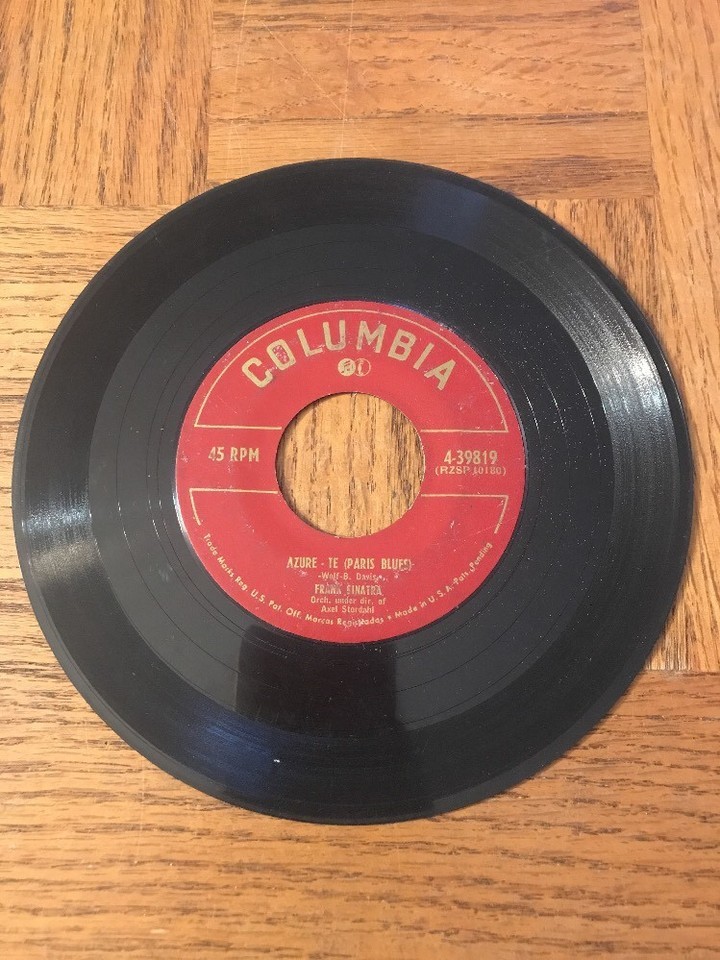 COLUMBIA
45 RPM
4-39819
(RZSP 10180)
AZURE - TE (PARIS BLUES)
-Wolf-B. Davis-
FRANK SINATRA
Orch. under dir. of
Axel Stordahl
Trade Marks Reg. U.S. Pat. Off. Marcas Registradas • Made in U.S.A.-Pats. Pending